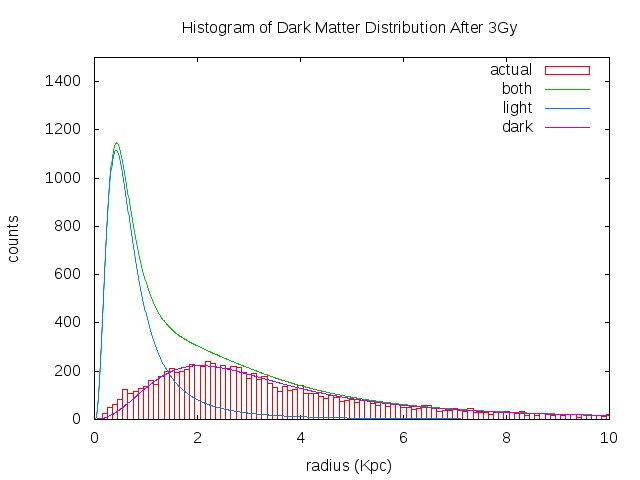 Histogram of Dark Matter Distribution After 3Gy
actual
both
light
dark
1400
1200
1000
800
600
400
200
0
counts
0 2 4 6 8 10
radius (Kpc)